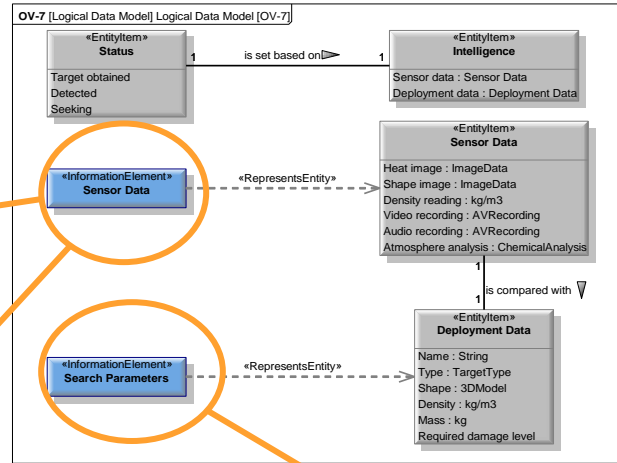 OV-7 [Logical Data Model] Logical Data Model [OV-7]
«EntityItem»
Status
Target obtained
Detected
Seeking
1
is set based on
1
«EntityItem»
Intelligence
Sensor data : Sensor Data
Deployment data : Deployment Data
«InformationElement»
Sensor Data
«RepresentsEntity»
«EntityItem»
Sensor Data
Heat image : ImageData
Shape image : ImageData
Density reading : kg/m3
Video recording : AVRecording
Audio recording : AVRecording
Atmosphere analysis : ChemicalAnalysis
1
is compared with
1
«InformationElement»
Search Parameters
«RepresentsEntity»
«EntityItem»
Deployment Data
Name : String
Type : TargetType
Shape : 3DModel
Density : kg/m3
Mass : kg
Required damage level